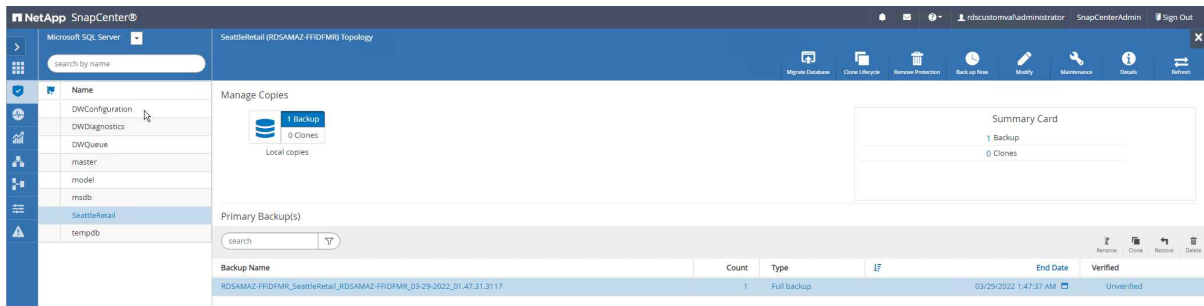 NetApp SnapCenter®
rdscustomval\administrator SnapCenterAdmin Sign Out
Microsoft SQL Server
SeattleRetail (RDSAMAZ-FFIDFMR) Topology
search by name
Migrate Database Clone Lifecycle Remove Protection Back up Now Modify Maintenance Details Refresh
Name
DWConfiguration
DWDiagnostics
DWQueue
master
model
msdb
SeattleRetail
tempdb
Manage Copies
1 Backup
0 Clones
Local copies
Summary Card
1 Backup
0 Clones
Primary Backup(s)
search
Rename Clone Restore Delete
Backup Name Count Type End Date Verified
RDSAMAZ-FFIDFMR_SeattleRetail_RDSAMAZ-FFIDFMR_03-29-2022_01.47.31.3117 1 Full backup 03/29/2022 1:47:37 AM Unverified